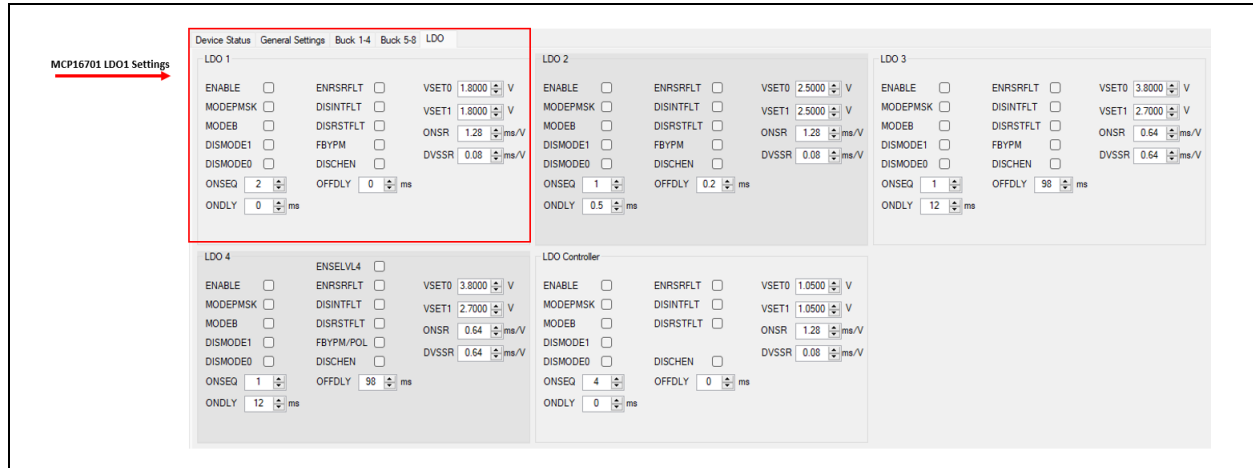 MCP16701 LDO1 Settings
Device Status General Settings Buck 1-4 Buck 5-8 LDO
LDO 1
ENABLE ENRSRFLT VSET0 1.8000 V
MODEPMSK DISINTFLT VSET1 1.8000 V
MODEB DISRSTFLT ONSR 1.28 ms/V
DISMODE1 FBYPM DVSSR 0.08 ms/V
DISMODE0 DISCHEN
ONSEQ 2 OFFDLY 0 ms
ONDLY 0 ms
LDO 2
ENABLE ENRSRFLT VSET0 2.5000 V
MODEPMSK DISINTFLT VSET1 2.5000 V
MODEB DISRSTFLT ONSR 1.28 ms/V
DISMODE1 FBYPM DVSSR 0.08 ms/V
DISMODE0 DISCHEN
ONSEQ 1 OFFDLY 0.2 ms
ONDLY 0.5 ms
LDO 3
ENABLE ENRSRFLT VSET0 3.8000 V
MODEPMSK DISINTFLT VSET1 2.7000 V
MODEB DISRSTFLT ONSR 0.64 ms/V
DISMODE1 FBYPM DVSSR 0.64 ms/V
DISMODE0 DISCHEN
ONSEQ 1 OFFDLY 98 ms
ONDLY 12 ms
LDO 4
ENSELVL4
ENABLE ENRSRFLT VSET0 3.8000 V
MODEPMSK DISINTFLT VSET1 2.7000 V
MODEB DISRSTFLT ONSR 0.64 ms/V
DISMODE1 FBYPM/POL DVSSR 0.64 ms/V
DISMODE0 DISCHEN
ONSEQ 1 OFFDLY 98 ms
ONDLY 12 ms
LDO Controller
ENABLE ENRSRFLT VSET0 1.0500 V
MODEPMSK DISINTFLT VSET1 1.0500 V
MODEB DISRSTFLT ONSR 1.28 ms/V
DISMODE1 DVSSR 0.08 ms/V
DISMODE0 DISCHEN
ONSEQ 4 OFFDLY 0 ms
ONDLY 0 ms